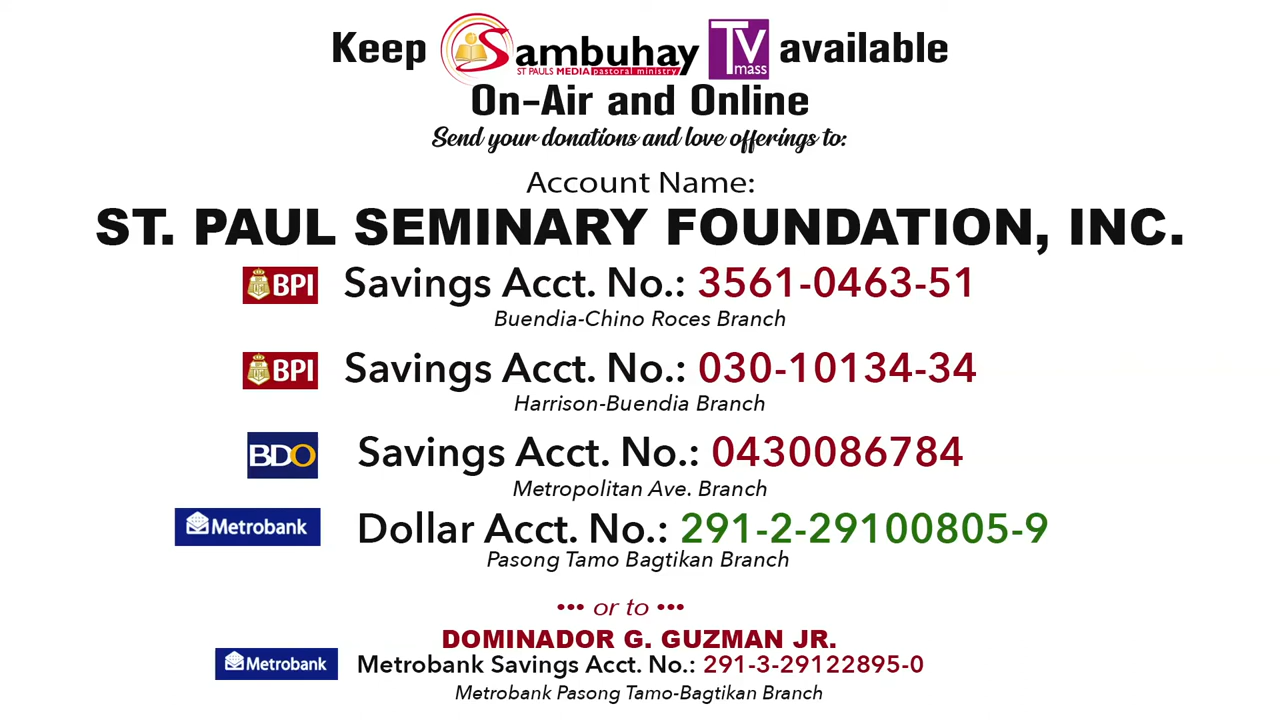 Keep Sambuhay TV mass available
ST PAULS MEDIA pastoral ministry
On-Air and Online
Send your donations and love offerings to:
Account Name:
ST. PAUL SEMINARY FOUNDATION, INC.
BPI Savings Acct. No.: 3561-0463-51
Buendia-Chino Roces Branch
BPI Savings Acct. No.: 030-10134-34
Harrison-Buendia Branch
BDO Savings Acct. No.: 0430086784
Metropolitan Ave. Branch
Metrobank Dollar Acct. No.: 291-2-29100805-9
Pasong Tamo Bagtikan Branch
••• or to •••
DOMINADOR G. GUZMAN JR.
Metrobank Metrobank Savings Acct. No.: 291-3-29122895-0
Metrobank Pasong Tamo-Bagtikan Branch